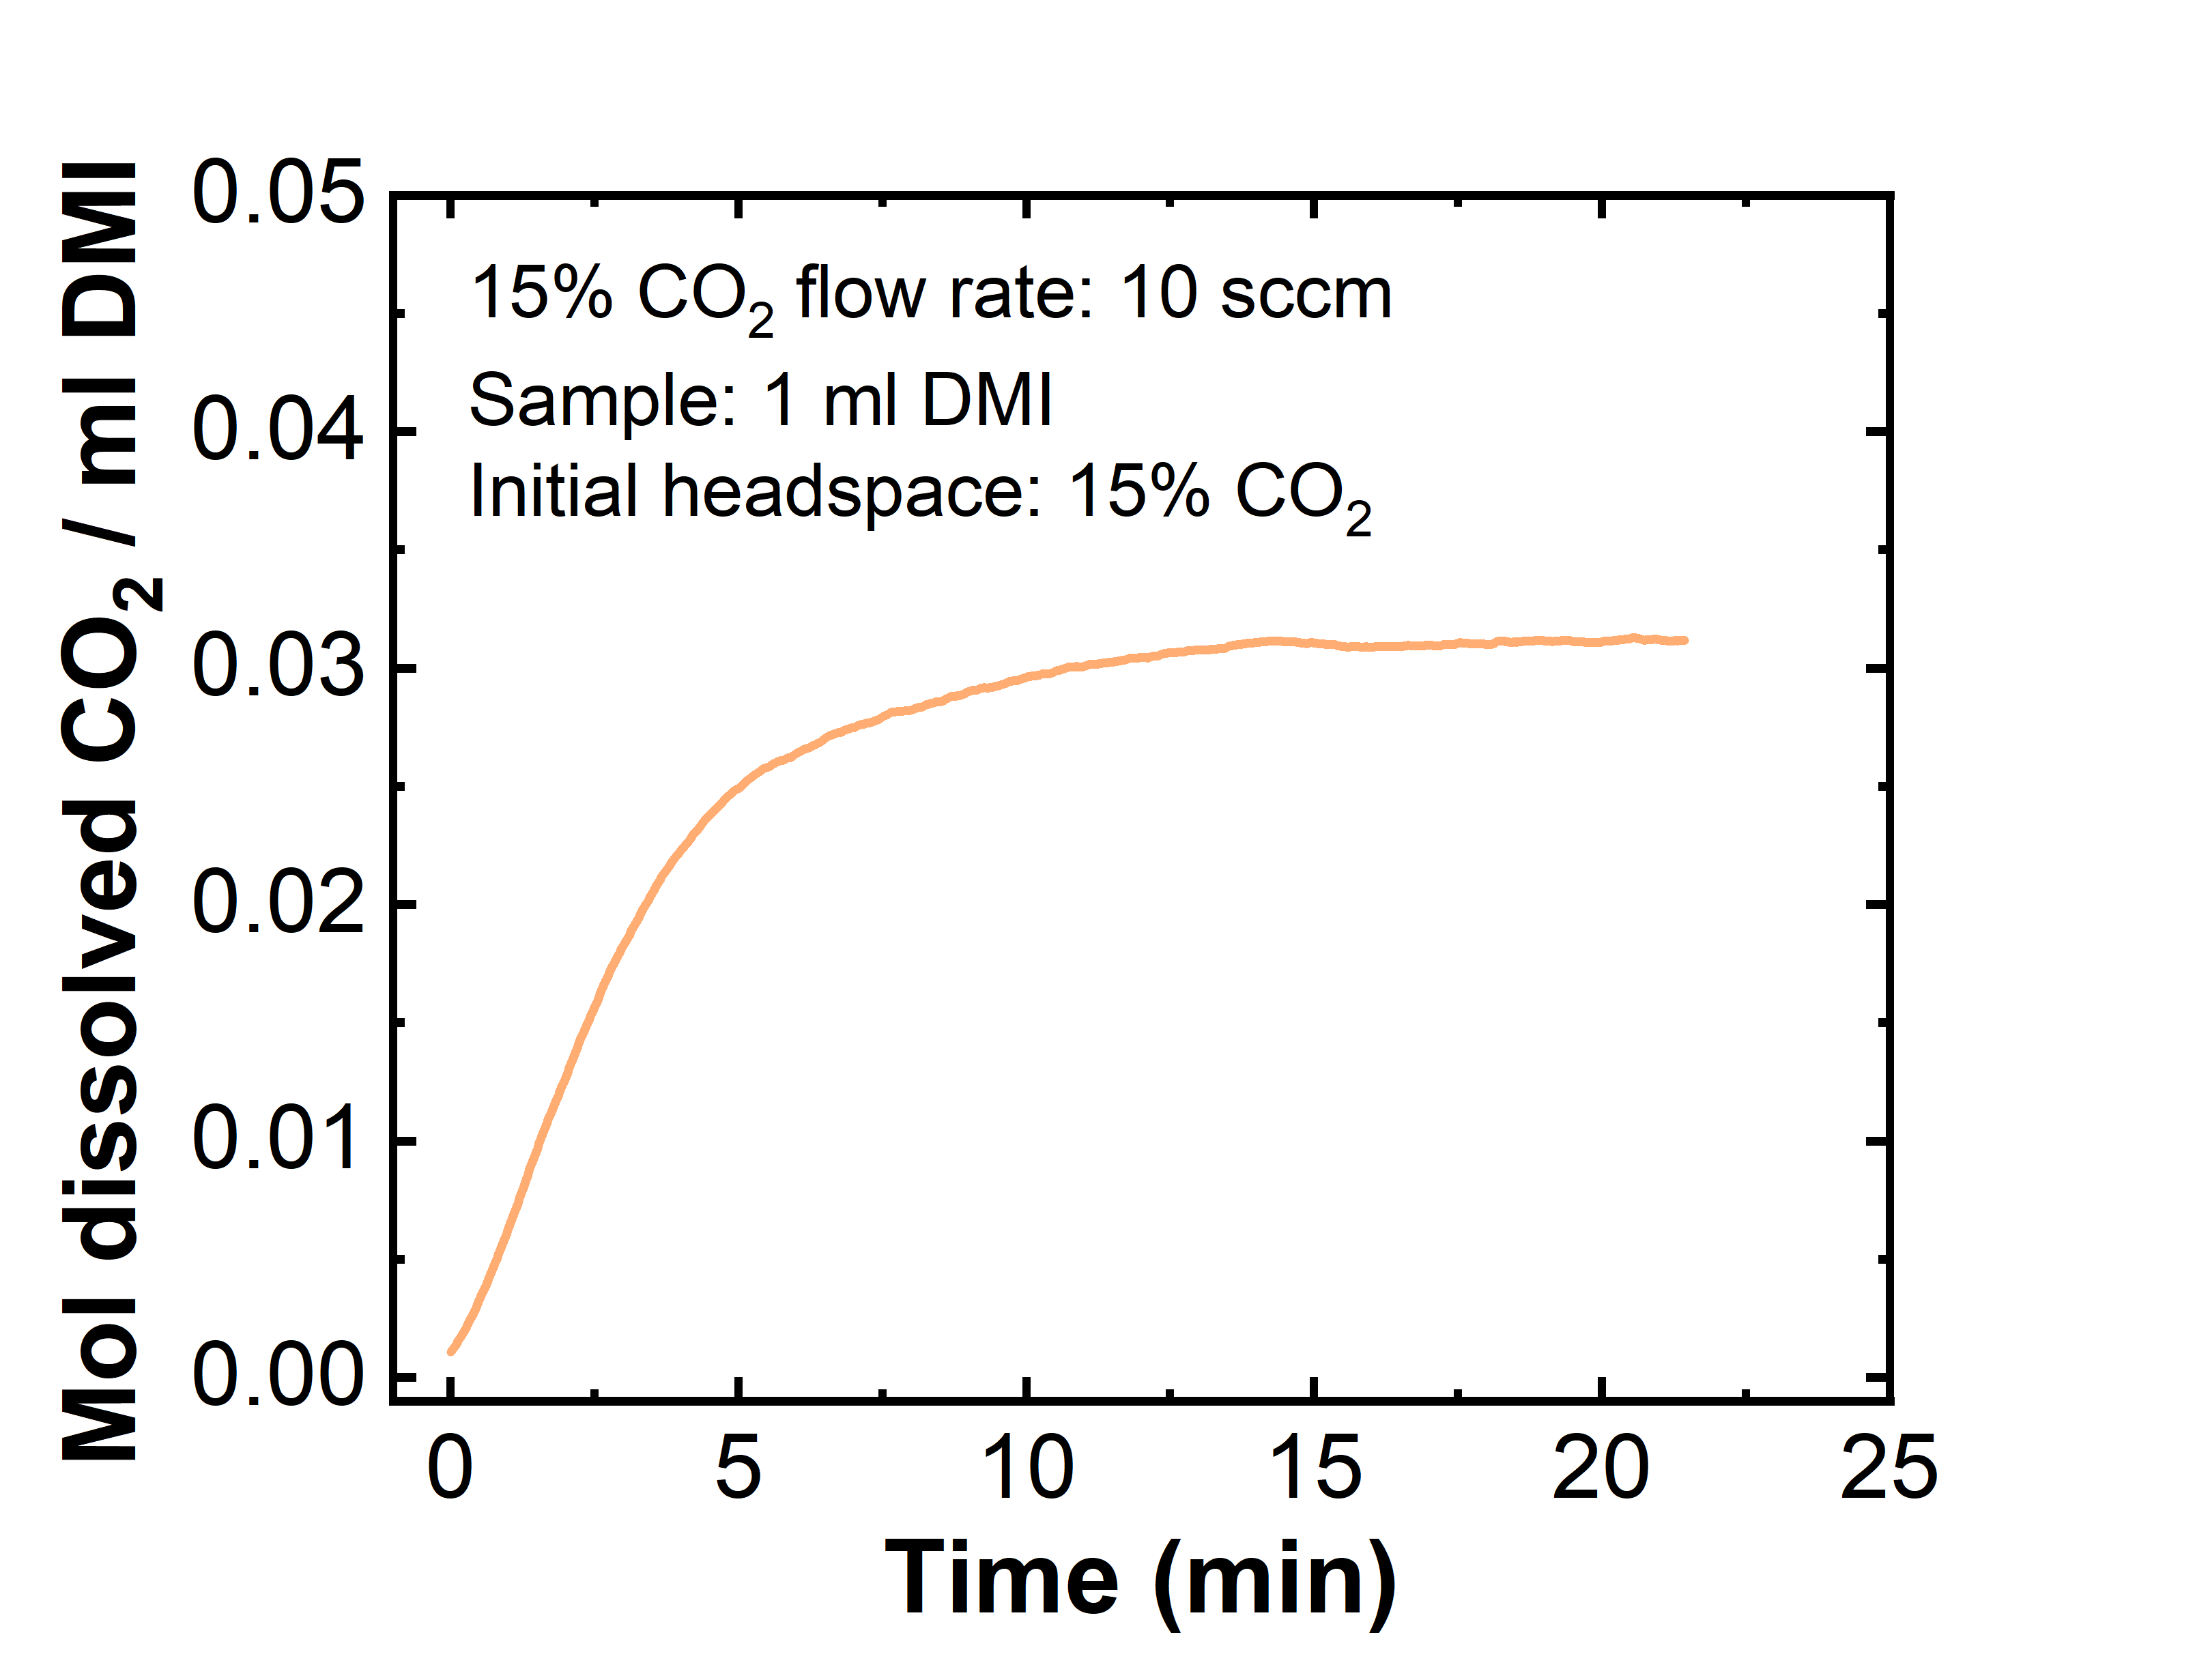 Mol dissolved CO₂ / ml DMI
0.05
0.04
0.03
0.02
0.01
0.00
15% CO₂ flow rate: 10 sccm
Sample: 1 ml DMI
Initial headspace: 15% CO₂
0 5 10 15 20 25
Time (min)